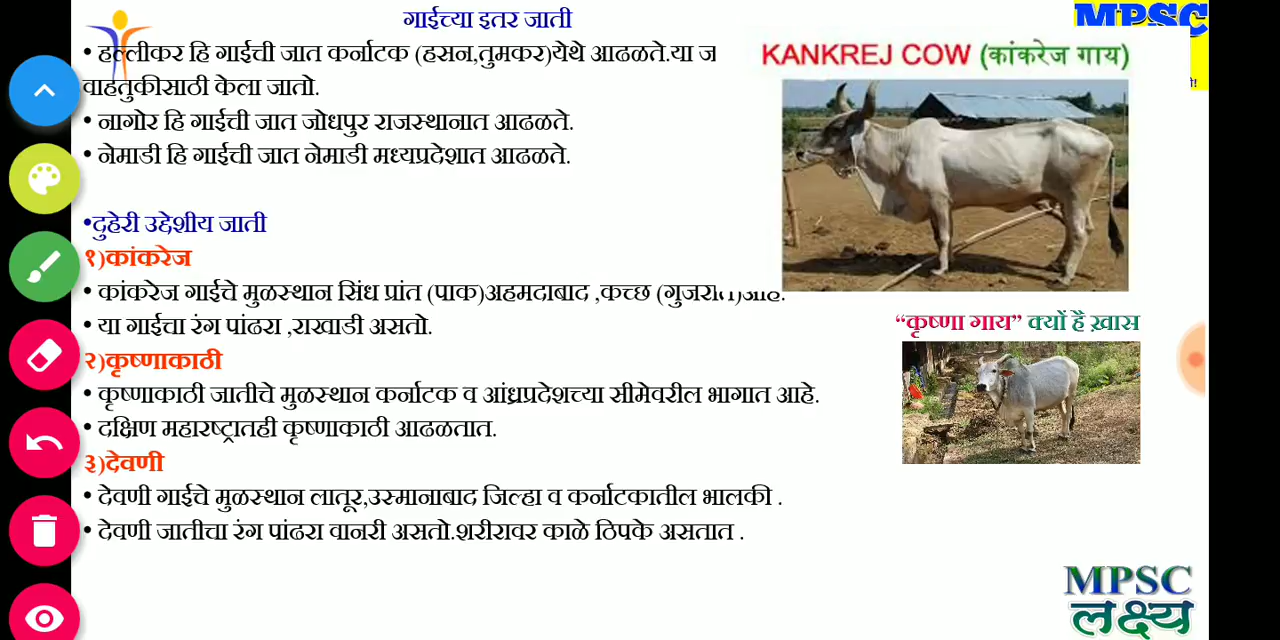 गाईच्या इतर जाती
• हल्लीकर हि गाईची जात कर्नाटक (हसन,तुमकर)येथे आढळते.या ज
वाहतुकीसाठी केला जातो.
• नागोर हि गाईची जात जोधपुर राजस्थानात आढळते.
• नेमाडी हि गाईची जात नेमाडी मध्यप्रदेशात आढळते.
•दुहेरी उद्देशीय जाती
१)कांकरेज
• कांकरेज गाईचे मुळस्थान सिंध प्रांत (पाक)अहमदाबाद ,कच्छ (गुजरात)आहे.
• या गाईचा रंग पांढरा ,राखाडी असतो.
२)कृष्णाकाठी
• कृष्णाकाठी जातीचे मुळस्थान कर्नाटक व आंध्रप्रदेशच्या सीमेवरील भागात आहे.
• दक्षिण महाराष्ट्रातही कृष्णाकाठी आढळतात.
३)देवणी
• देवणी गाईचे मुळस्थान लातूर,उस्मानाबाद जिल्हा व कर्नाटकातील भालकी .
• देवणी जातीचा रंग पांढरा वानरी असतो.शरीरावर काळे ठिपके असतात .
MPSC
KANKREJ COW (कांकरेज गाय)
“कृष्णा गाय” क्यों है ख़ास
MPSC
लक्ष्य